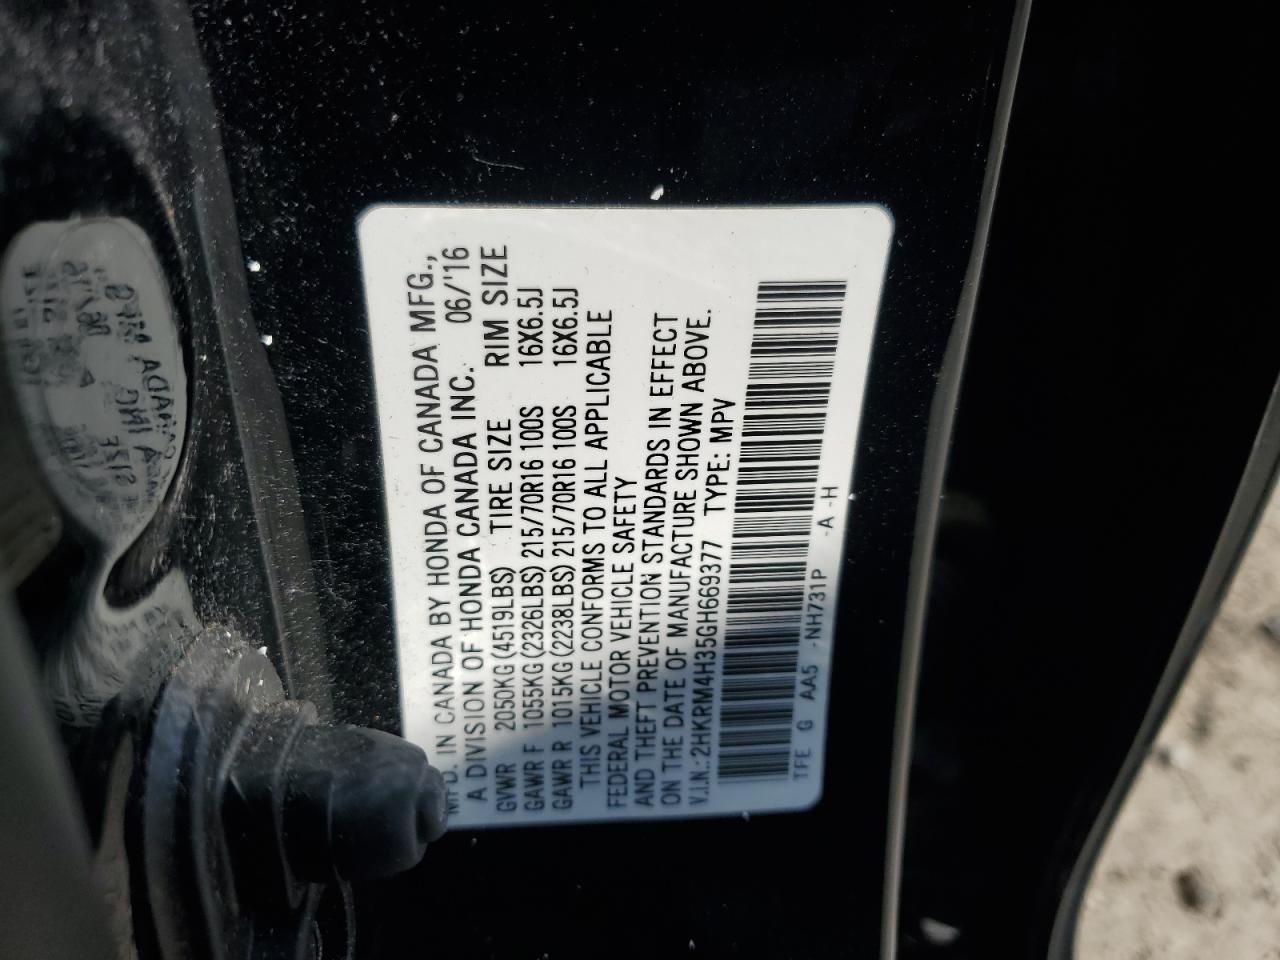 MFD. IN CANADA BY HONDA OF CANADA MFG.,
A DIVISION OF HONDA CANADA INC. 06/'16
GVWR 2050KG(4519LBS) TIRE SIZE RIM SIZE
GAWR F 1055KG(2326LBS) 215/70R16 100S 16X6.5J
GAWR R 1015KG(2238LBS) 215/70R16 100S 16X6.5J
THIS VEHICLE CONFORMS TO ALL APPLICABLE
FEDERAL MOTOR VEHICLE SAFETY
AND THEFT PREVENTION STANDARDS IN EFFECT
ON THE DATE OF MANUFACTURE SHOWN ABOVE.
V.I.N.:2HKRM4H35GH669377 TYPE: MPV
TFE G AA5 -NH731P -A -H